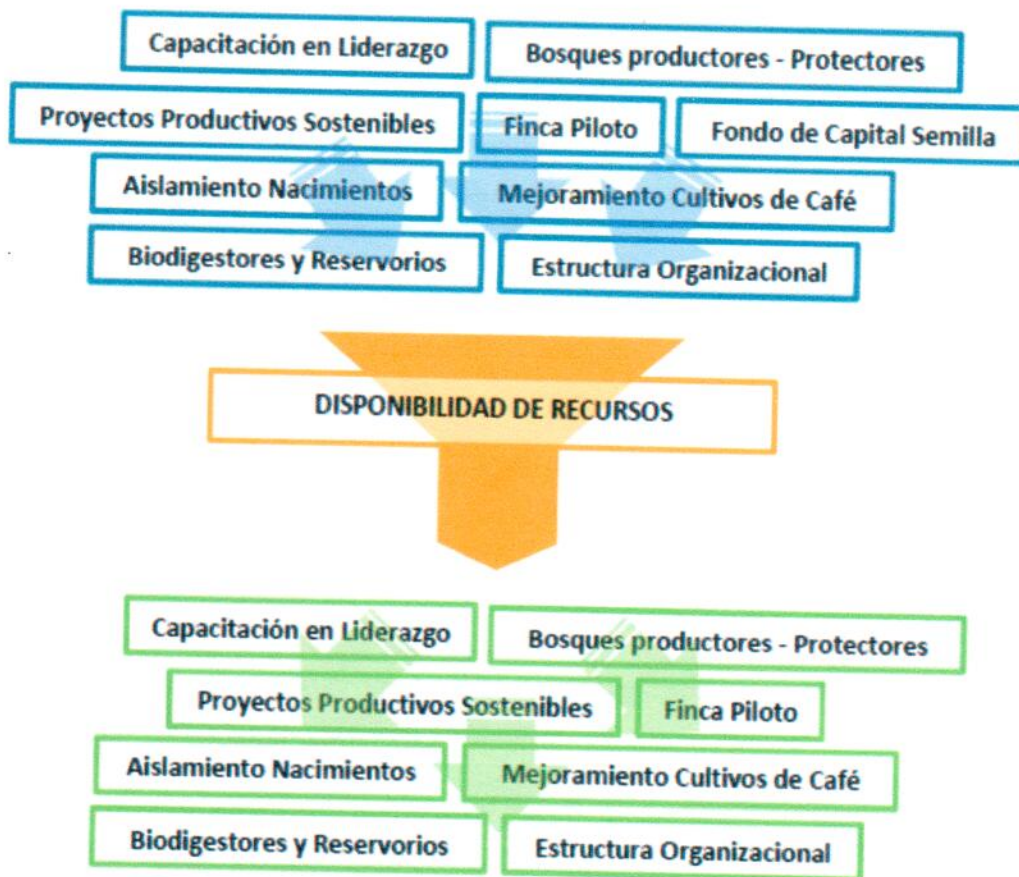 Capacitación en Liderazgo
Bosques productores - Protectores
Proyectos Productivos Sostenibles
Finca Piloto
Fondo de Capital Semilla
Aislamiento Nacimientos
Mejoramiento Cultivos de Café
Biodigestores y Reservorios
Estructura Organizacional
DISPONIBILIDAD DE RECURSOS
Capacitación en Liderazgo
Bosques productores - Protectores
Proyectos Productivos Sostenibles
Finca Piloto
Aislamiento Nacimientos
Mejoramiento Cultivos de Café
Biodigestores y Reservorios
Estructura Organizacional